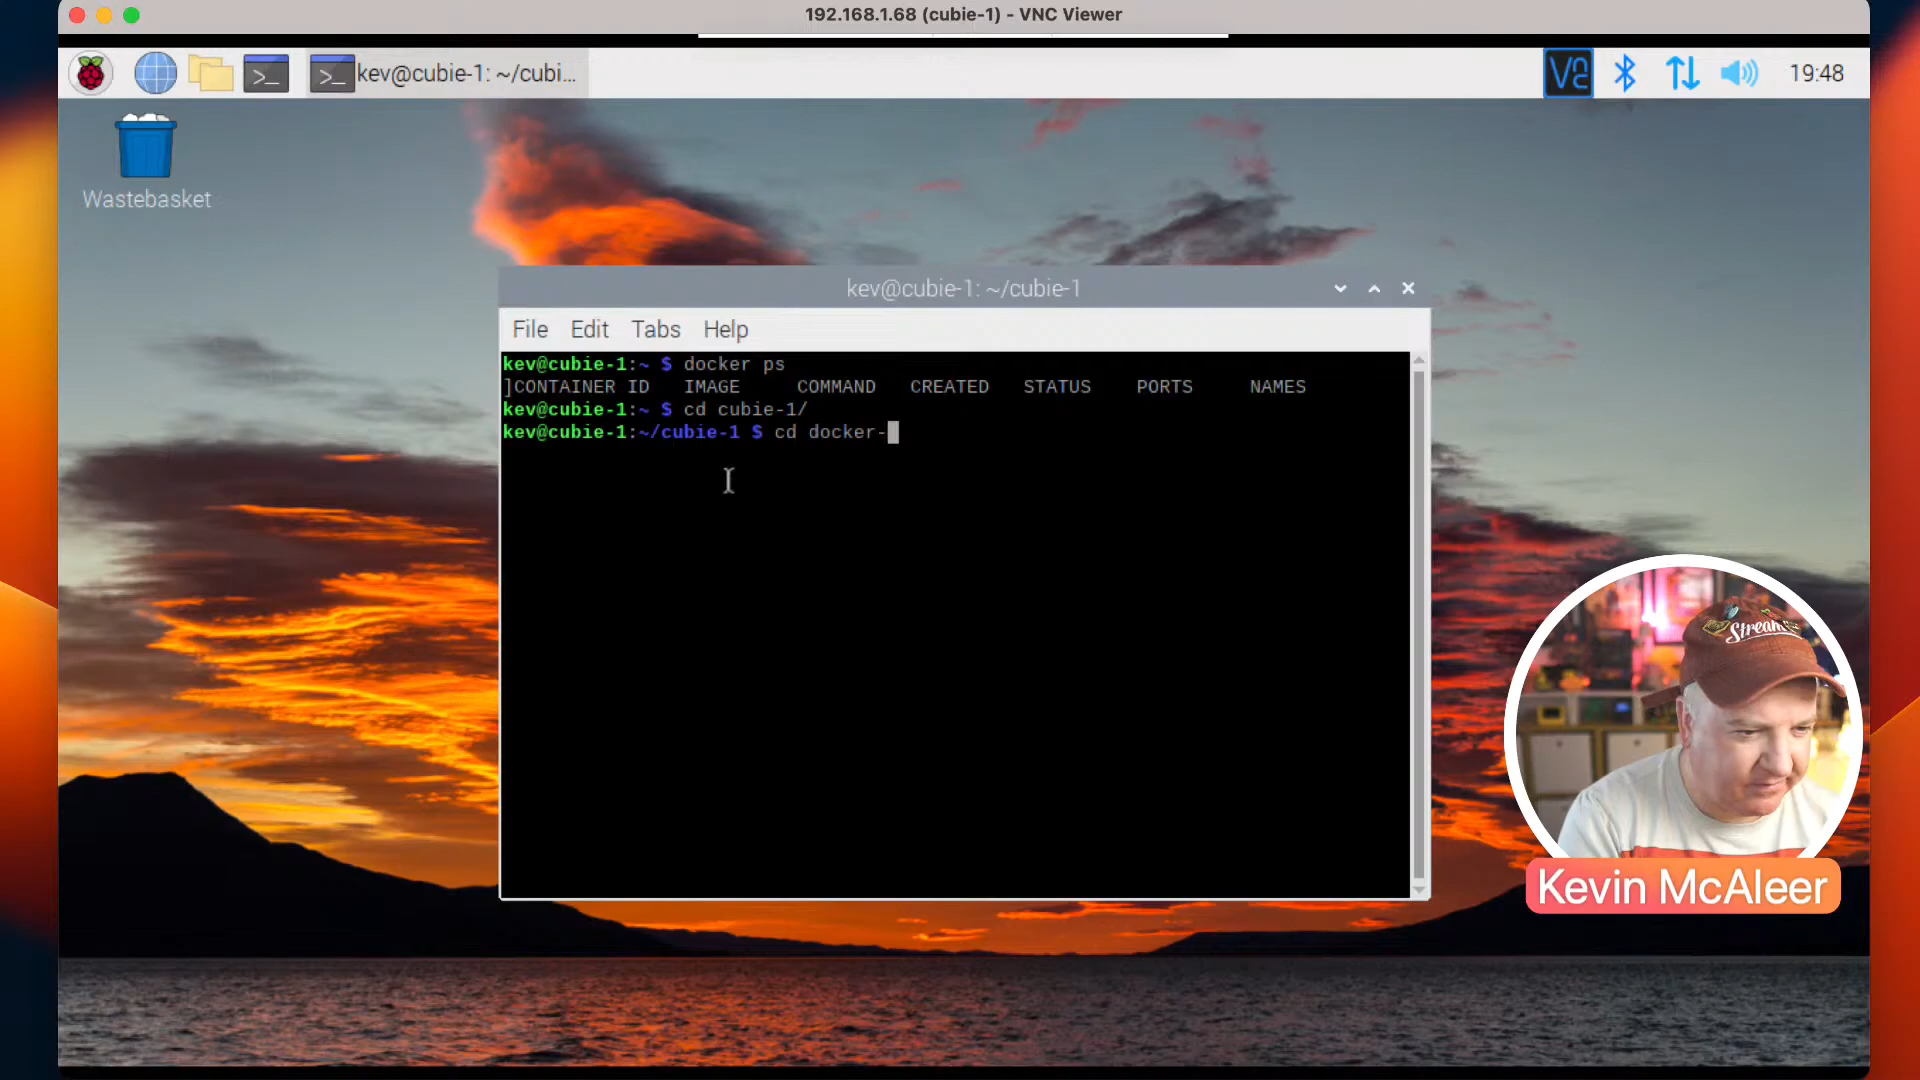 192.168.1.68 (cubie-1) - VNC Viewer
kev@cubie-1: ~/cubi...
V2
19:48
Wastebasket
kev@cubie-1: ~/cubie-1
File Edit Tabs Help
kev@cubie-1:~ $ docker ps
]CONTAINER ID IMAGE COMMAND CREATED STATUS PORTS NAMES
kev@cubie-1:~ $ cd cubie-1/
kev@cubie-1:~/cubie-1 $ cd docker-
Kevin McAleer